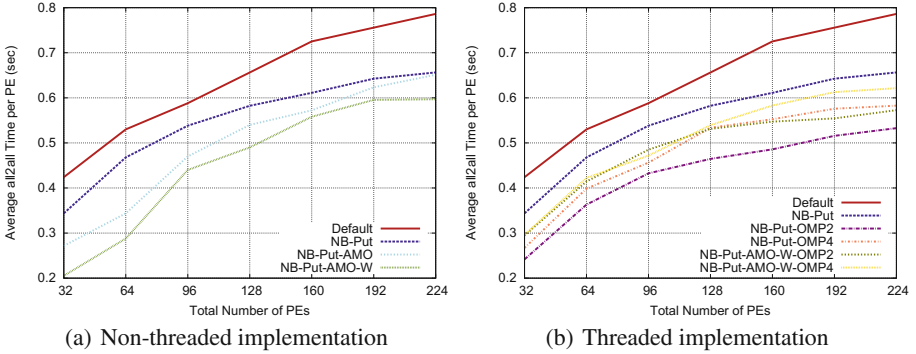 0.8
0.7
0.6
0.5
0.4
0.3
0.2
Average all2all Time per PE (sec)
Default
NB-Put
NB-Put-AMO
NB-Put-AMO-W
32 64 96 128 160 192 224
Total Number of PEs
(a) Non-threaded implementation
0.8
0.7
0.6
0.5
0.4
0.3
0.2
Average all2all Time per PE (sec)
Default
NB-Put
NB-Put-OMP2
NB-Put-OMP4
NB-Put-AMO-W-OMP2
NB-Put-AMO-W-OMP4
32 64 96 128 160 192 224
Total Number of PEs
(b) Threaded implementation